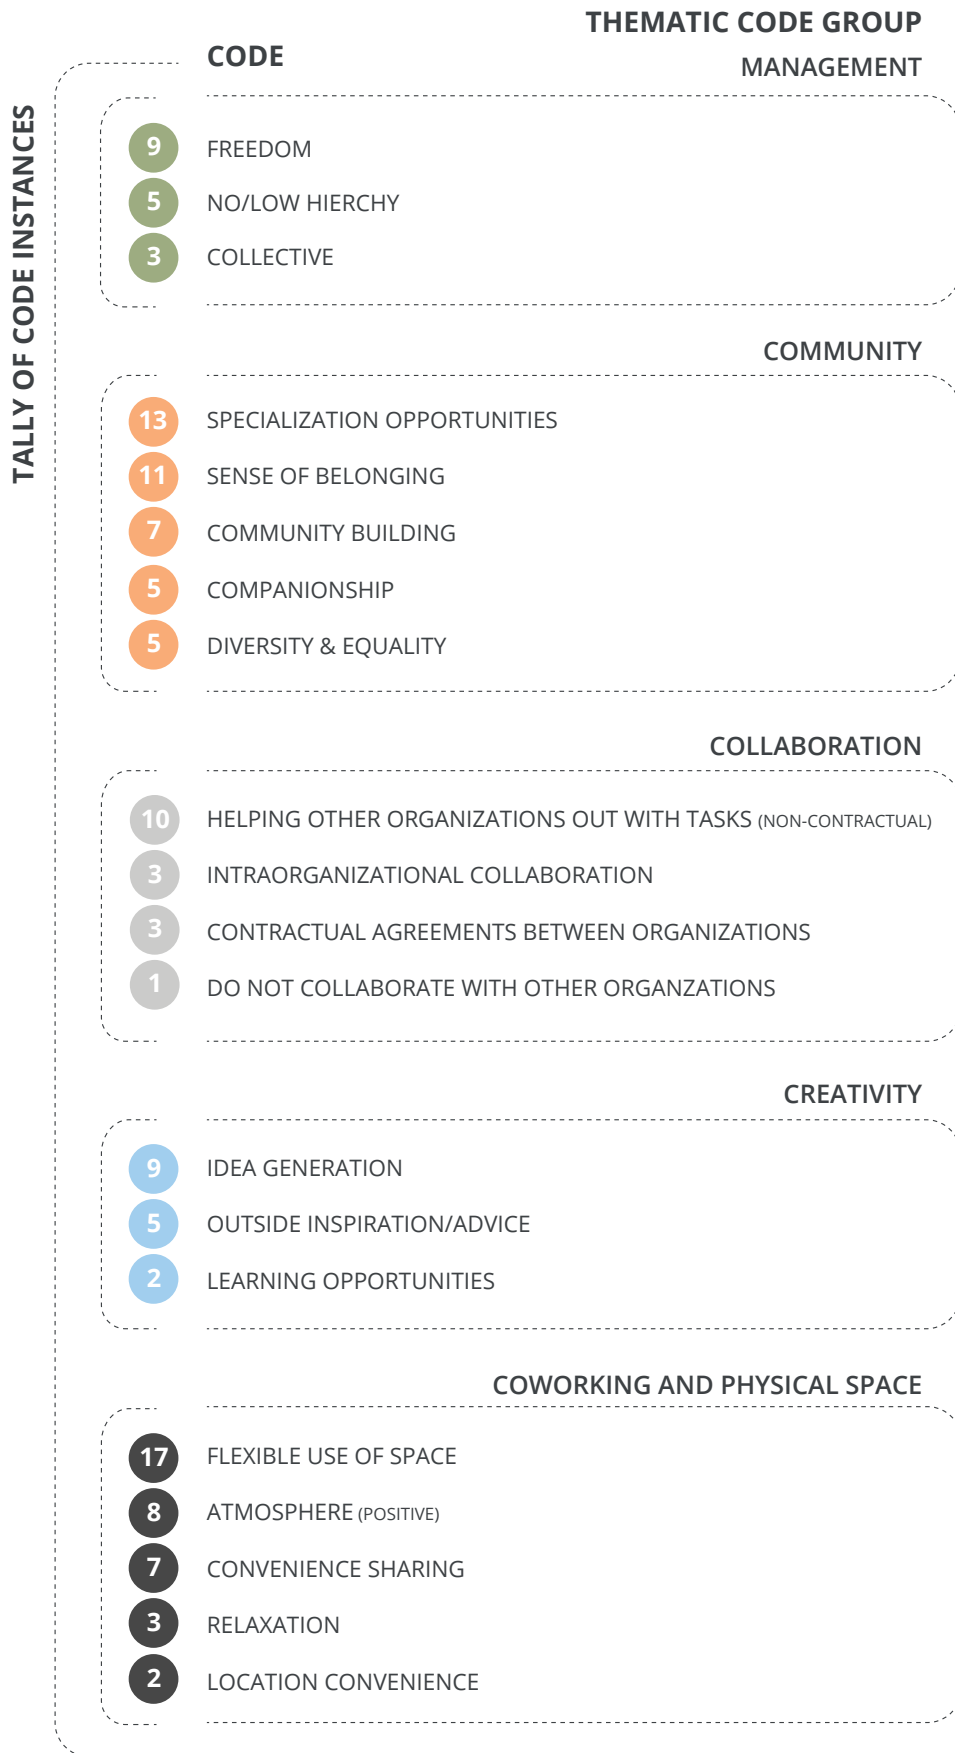 THEMATIC CODE GROUP
CODE
MANAGEMENT
TALLY OF CODE INSTANCES
9 FREEDOM
5 NO/LOW HIERCHY
3 COLLECTIVE
COMMUNITY
13 SPECIALIZATION OPPORTUNITIES
11 SENSE OF BELONGING
7 COMMUNITY BUILDING
5 COMPANIONSHIP
5 DIVERSITY & EQUALITY
COLLABORATION
10 HELPING OTHER ORGANIZATIONS OUT WITH TASKS (NON-CONTRACTUAL)
3 INTRAORGANIZATIONAL COLLABORATION
3 CONTRACTUAL AGREEMENTS BETWEEN ORGANIZATIONS
1 DO NOT COLLABORATE WITH OTHER ORGANZATIONS
CREATIVITY
9 IDEA GENERATION
5 OUTSIDE INSPIRATION/ADVICE
2 LEARNING OPPORTUNITIES
COWORKING AND PHYSICAL SPACE
17 FLEXIBLE USE OF SPACE
8 ATMOSPHERE (POSITIVE)
7 CONVENIENCE SHARING
3 RELAXATION
2 LOCATION CONVENIENCE